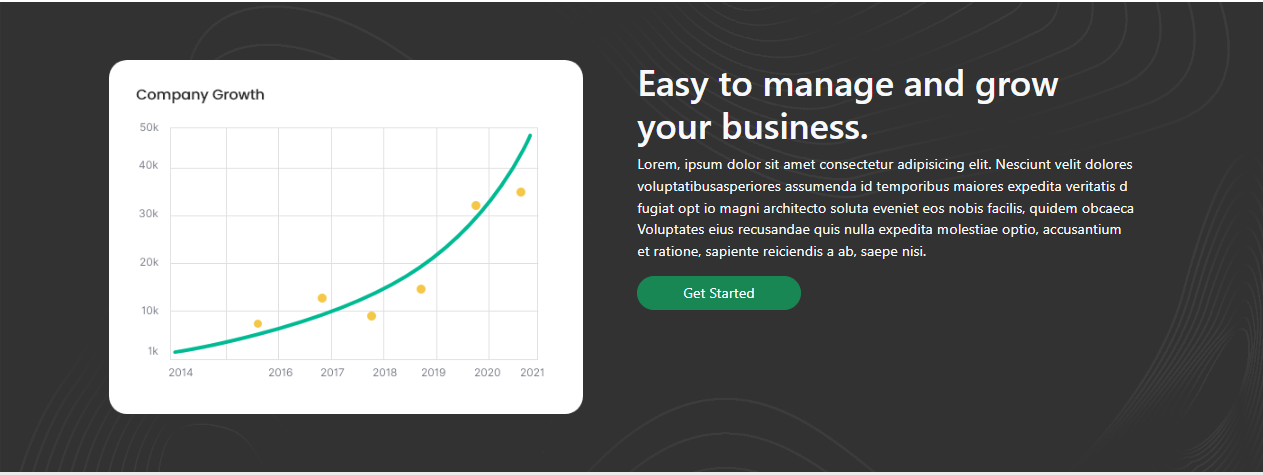 Company Growth
50k
40k
30k
20k
10k
1k
2014 2016 2017 2018 2019 2020 2021
Easy to manage and grow
your business.
Lorem, ipsum dolor sit amet consectetur adipisicing elit. Nesciunt velit dolores
voluptatibusasperiores assumenda id temporibus maiores expedita veritatis d
fugiat opt io magni architecto soluta eveniet eos nobis facilis, quidem obcaeca
Voluptates eius recusandae quis nulla expedita molestiae optio, accusantium
et ratione, sapiente reiciendis a ab, saepe nisi.
Get Started